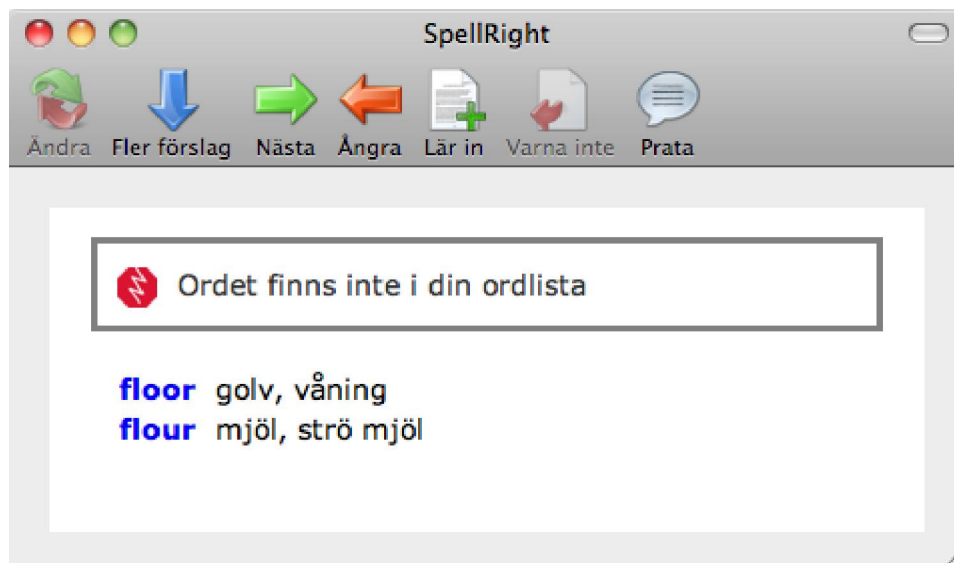 SpellRight
Ändra Fler förslag Nästa Ångra Lär in Varna inte Prata
Ordet finns inte i din ordlista
floor golv, våning
flour mjöl, strö mjöl